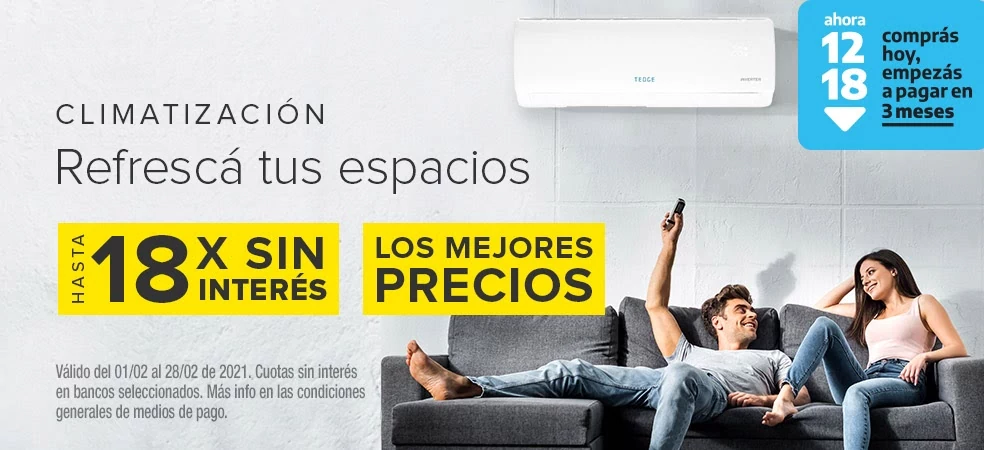 CLIMATIZACIÓN
Refrescá tus espacios
HASTA
18
X SIN
INTERÉS
LOS MEJORES
PRECIOS
Válido del 01/02 al 28/02 de 2021. Cuotas sin interés
en bancos seleccionados. Más info en las condiciones
generales de medios de pago.
TEDGE
INVERTER
ahora
12
18
comprás
hoy,
empezás
a pagar en
3 meses